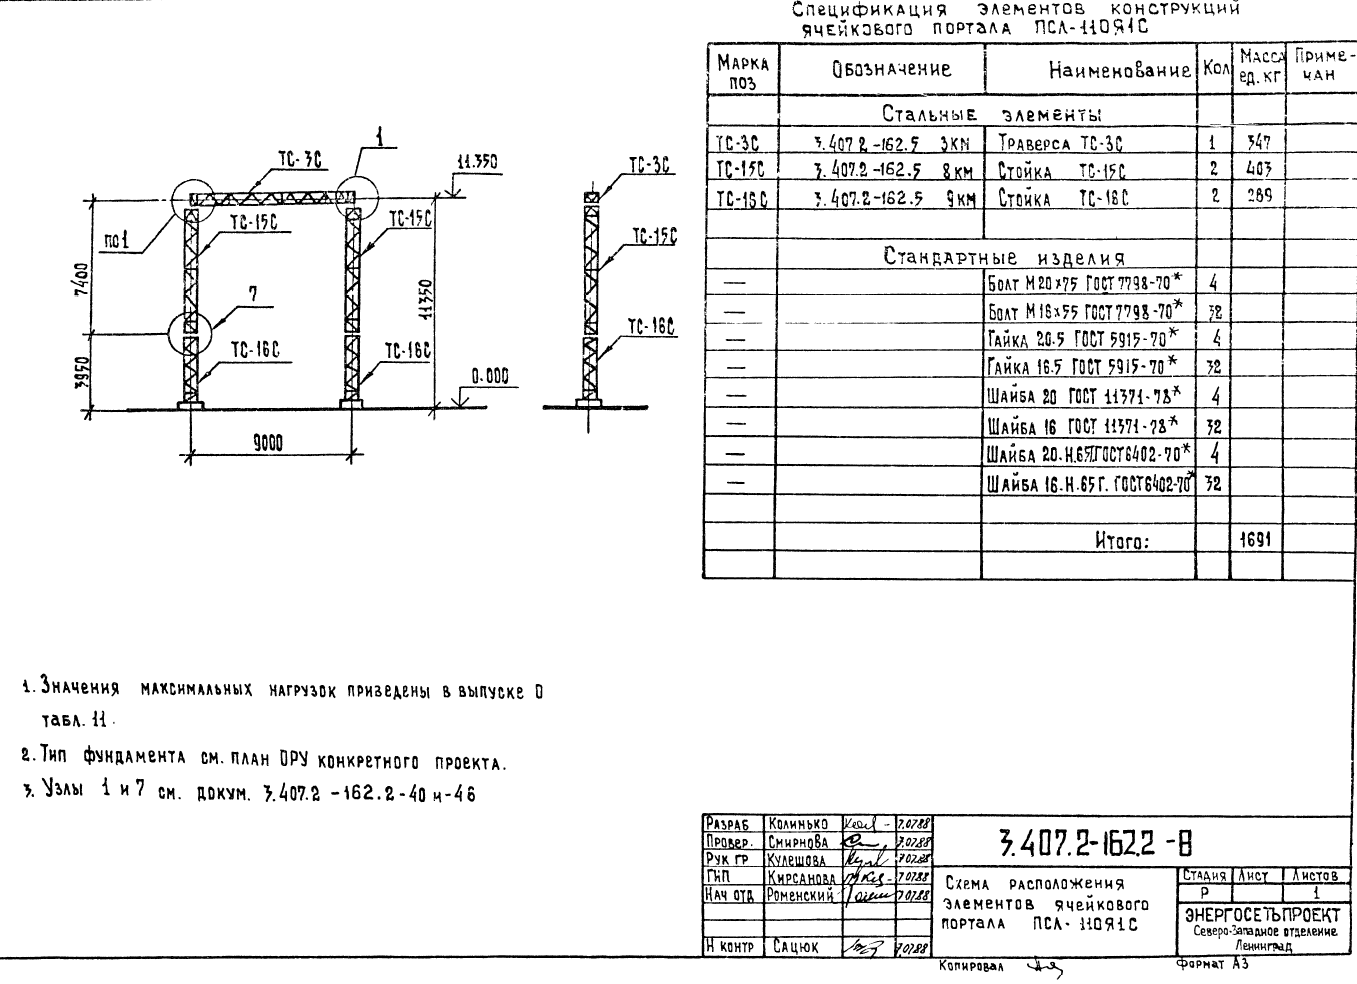 Спецификация элементов конструкций
ячейкового портала ПСЛ-110Я1С
Марка поз Обозначение Наименование Кол Масса ед. кг Приме-чан
Стальные элементы
ТС-3С 3.407.2-162.5 3КМ Траверса ТС-3С 1 347
ТС-15С 3.407.2-162.5 8КМ Стойка ТС-15С 2 403
ТС-16С 3.407.2-162.5 9КМ Стойка ТС-16С 2 269
Стандартные изделия
— Болт М20×75 ГОСТ 7798-70* 4
— Болт М16×55 ГОСТ 7798-70* 32
— Гайка 20.5 ГОСТ 5915-70* 4
— Гайка 16.5 ГОСТ 5915-70* 32
— Шайба 20 ГОСТ 11371-78* 4
— Шайба 16 ГОСТ 11371-78* 32
— Шайба 20.Н.65Г.ГОСТ6402-70* 4
— Шайба 16.Н.65Г. ГОСТ6402-70* 32
Итого: 1691
ТС-3С
1
11.350
по1
ТС-15С
ТС-15С
7400
7
11350
ТС-16С
ТС-16С
3950
0.000
9000
ТС-3С
ТС-15С
ТС-16С
1. Значения максимальных нагрузок приведены в выпуске 0
табл. 11.
2. Тип фундамента см. план ОРУ конкретного проекта.
3. Узлы 1 и 7 см. докум. 3.407.2-162.2-40 и-46
Разраб Колинько 7.07.88
Провер. Смирнова 7.07.88
Рук гр Кулешова 7.07.88
ГИП Кирсанова 7.07.88
Нач отд Роменский 7.07.88
Н контр Сацюк 7.07.88
3.407.2-162.2 -8
Схема расположения
элементов ячейкового
портала ПСЛ-110Я1С
Стадия Лист Листов
Р 1
ЭНЕРГОСЕТЬПРОЕКТ
Северо-Западное отделение
Ленинград
Копировал
Формат А3